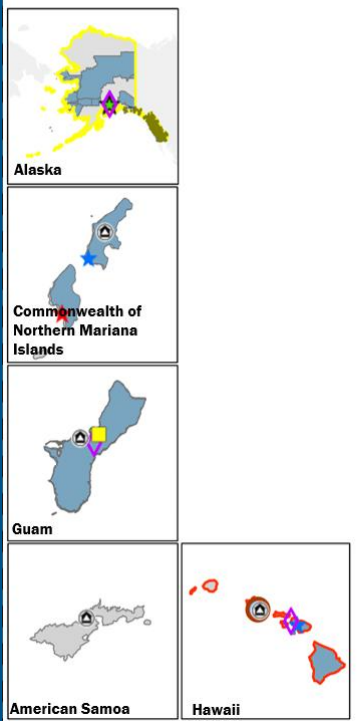 Alaska
Commonwealth of
Northern Mariana
Islands
Guam
American Samoa
Hawaii